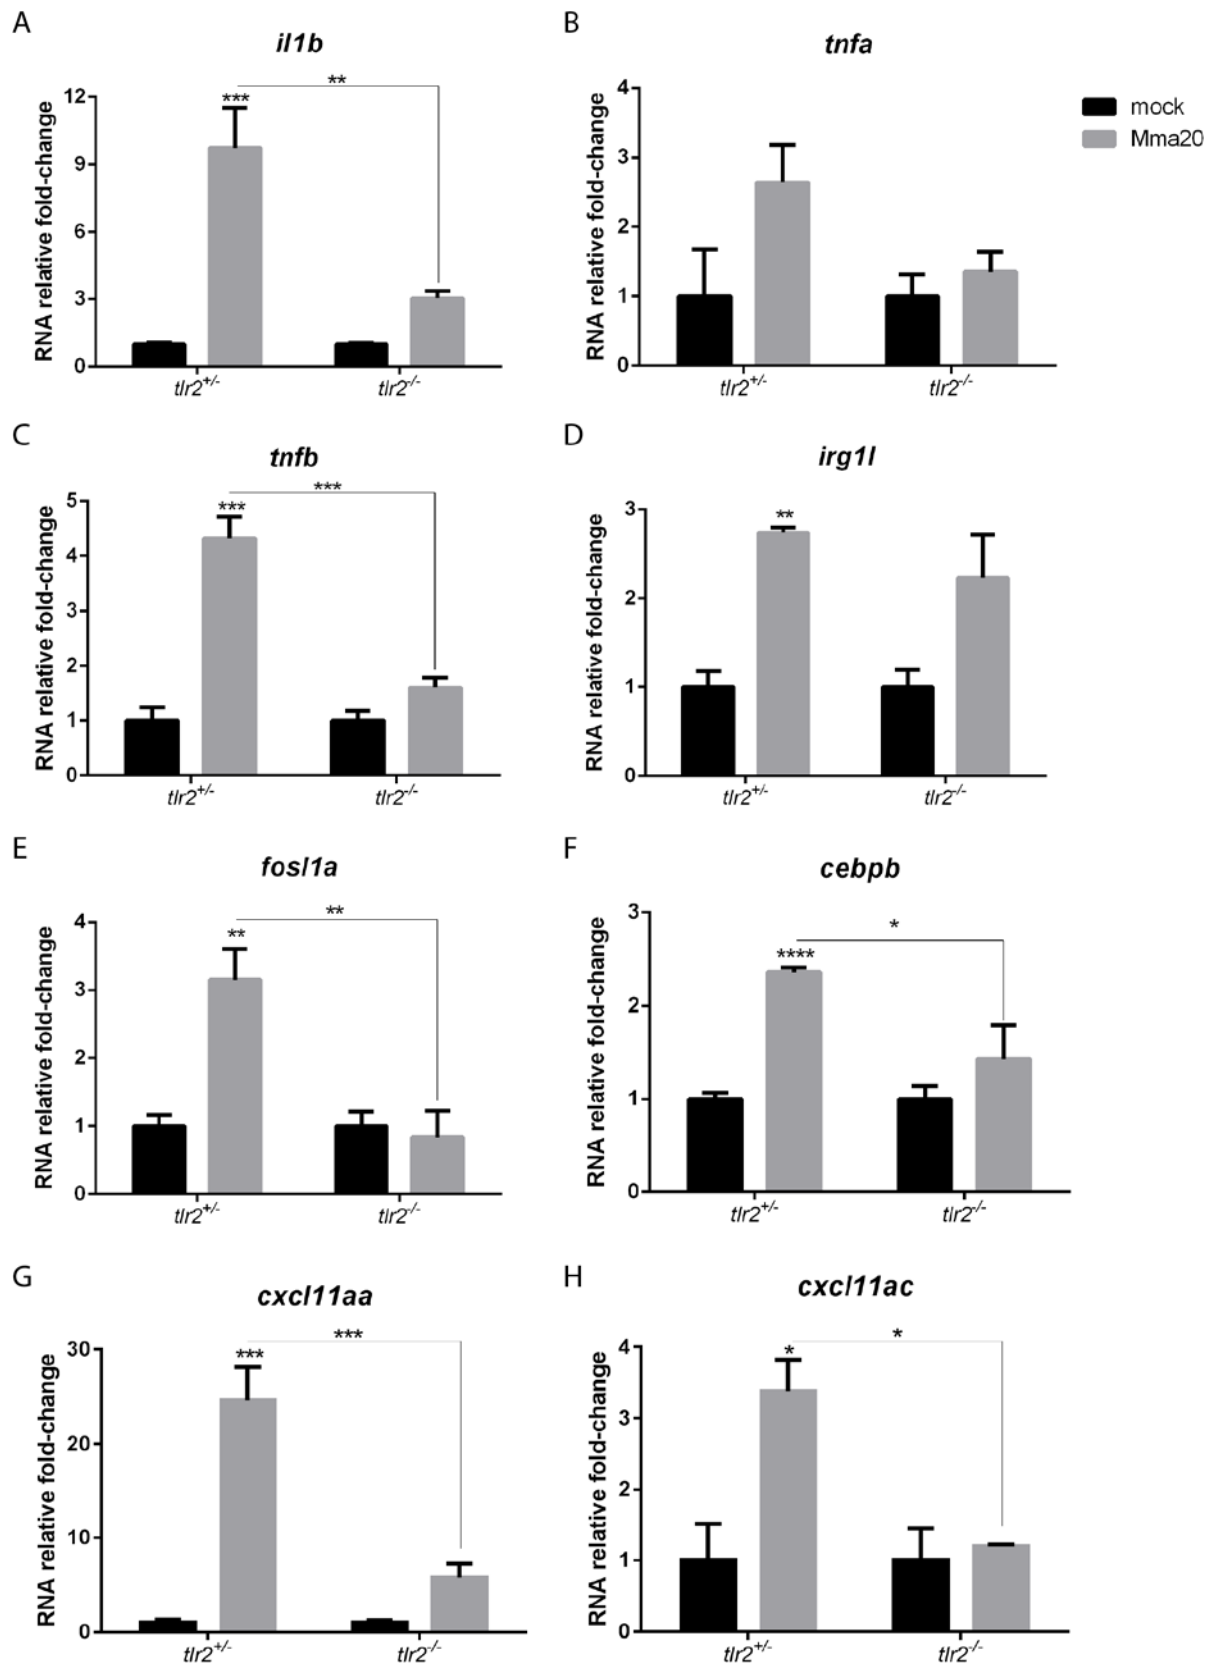 A
il1b
**
***
RNA relative fold-change
12
9
6
3
0
tlr2+/-
tlr2-/-
B
tnfa
RNA relative fold-change
4
3
2
1
0
tlr2+/-
tlr2-/-
mock
Mma20
C
tnfb
***
***
RNA relative fold-change
5
4
3
2
1
0
tlr2+/-
tlr2-/-
D
irg1l
**
RNA relative fold-change
3
2
1
0
tlr2+/-
tlr2-/-
E
fosl1a
**
**
RNA relative fold-change
4
3
2
1
0
tlr2+/-
tlr2-/-
F
cebpb
*
****
RNA relative fold-change
3
2
1
0
tlr2+/-
tlr2-/-
G
cxcl11aa
***
***
RNA relative fold-change
30
20
10
0
tlr2+/-
tlr2-/-
H
cxcl11ac
*
*
RNA relative fold-change
4
3
2
1
0
tlr2+/-
tlr2-/-